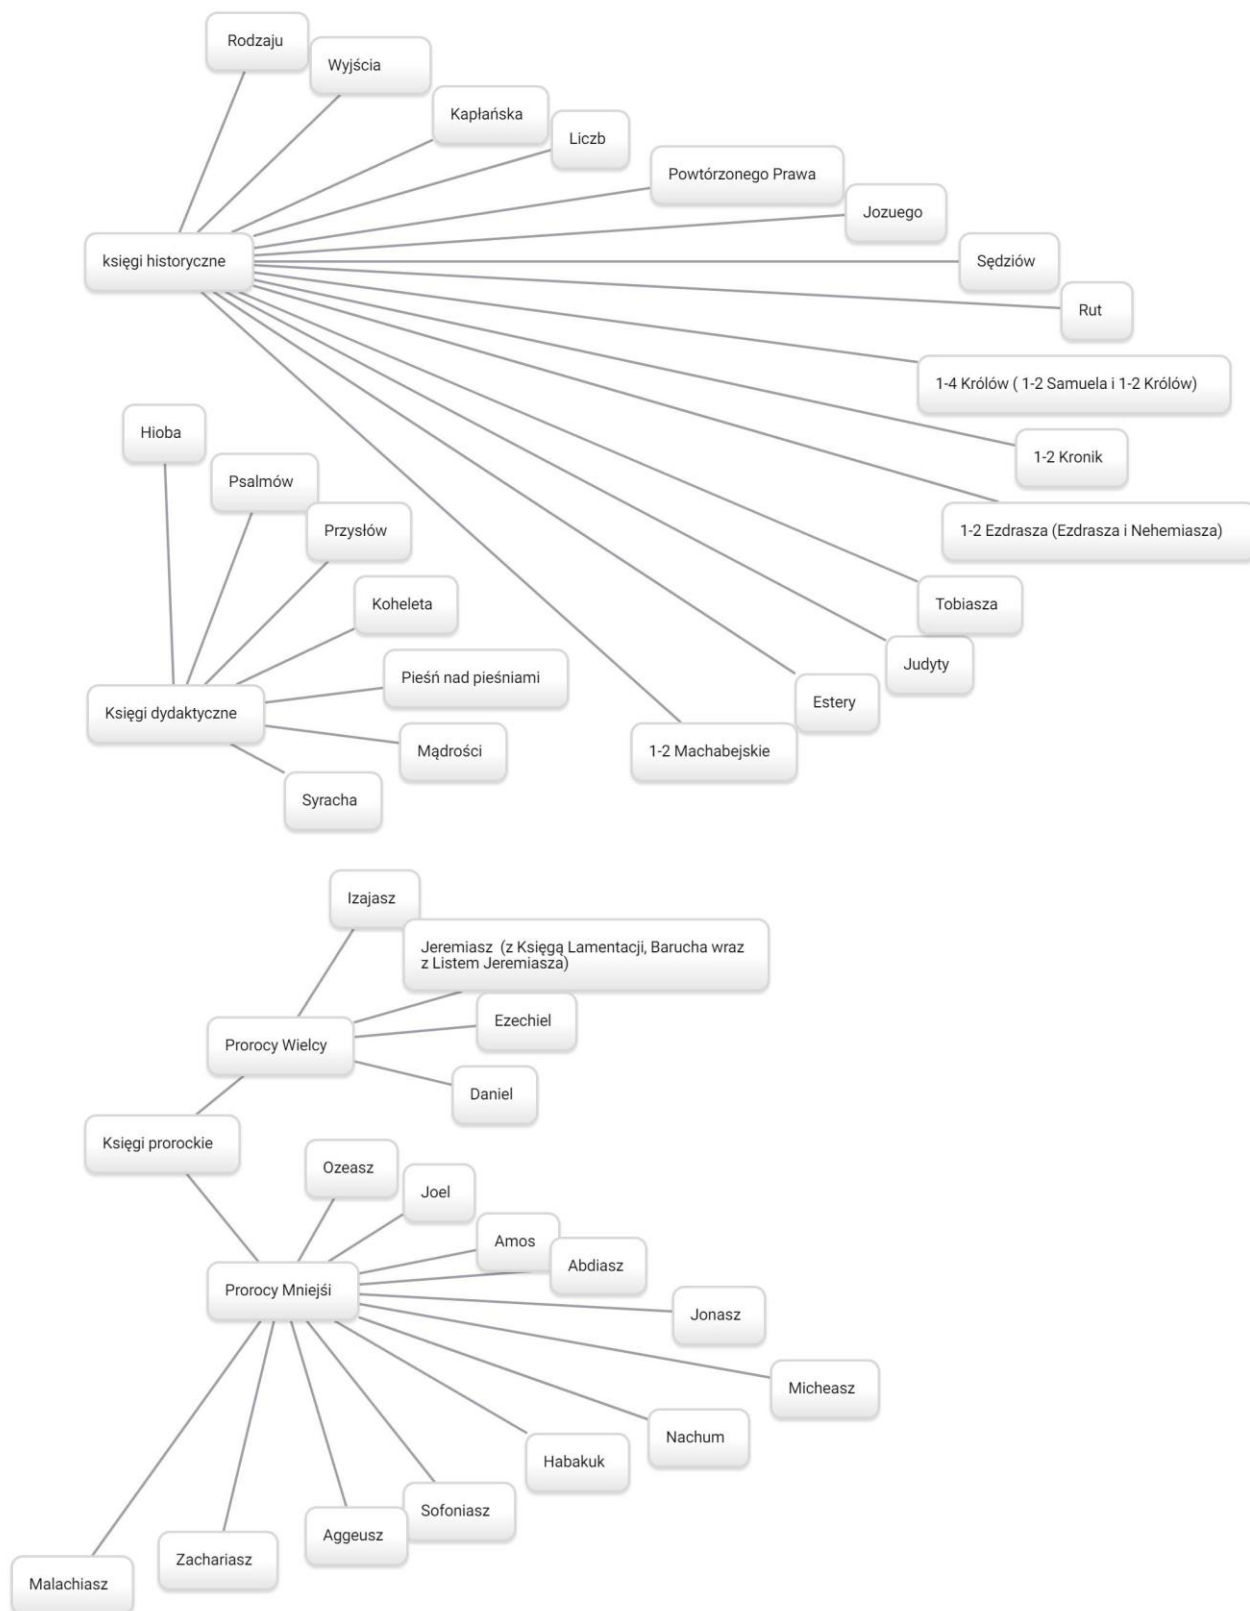 Rodzaju
Wyjścia
Kapłańska
Liczb
Powtórzonego Prawa
Jozuego
księgi historyczne
Sędziów
Rut
1-4 Królów ( 1-2 Samuela i 1-2 Królów)
1-2 Kronik
1-2 Ezdrasza (Ezdrasza i Nehemiasza)
Tobiasza
Judyty
Estery
1-2 Machabejskie
Hioba
Psalmów
Przysłów
Koheleta
Pieśń nad pieśniami
Księgi dydaktyczne
Mądrości
Syracha
Izajasz
Jeremiasz (z Księgą Lamentacji, Barucha wraz
z Listem Jeremiasza)
Prorocy Wielcy
Ezechiel
Daniel
Księgi prorockie
Ozeasz
Joel
Amos
Abdiasz
Prorocy Mniejśi
Jonasz
Micheasz
Nachum
Habakuk
Sofoniasz
Aggeusz
Zachariasz
Malachiasz